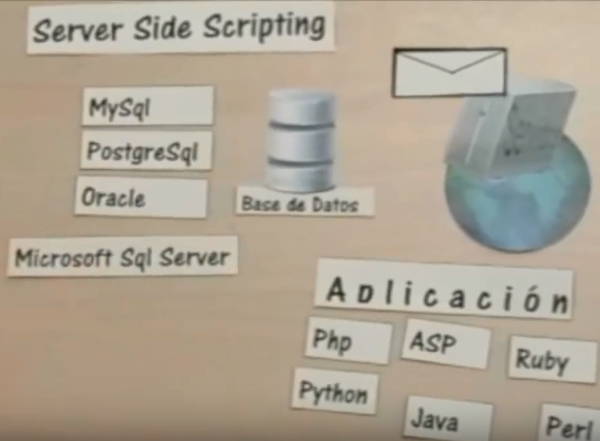 Server Side Scripting
MySql
PostgreSql
Oracle
Base de Datos
Microsoft Sql Server
Aplicación
Php
ASP
Ruby
Python
Java
Perl